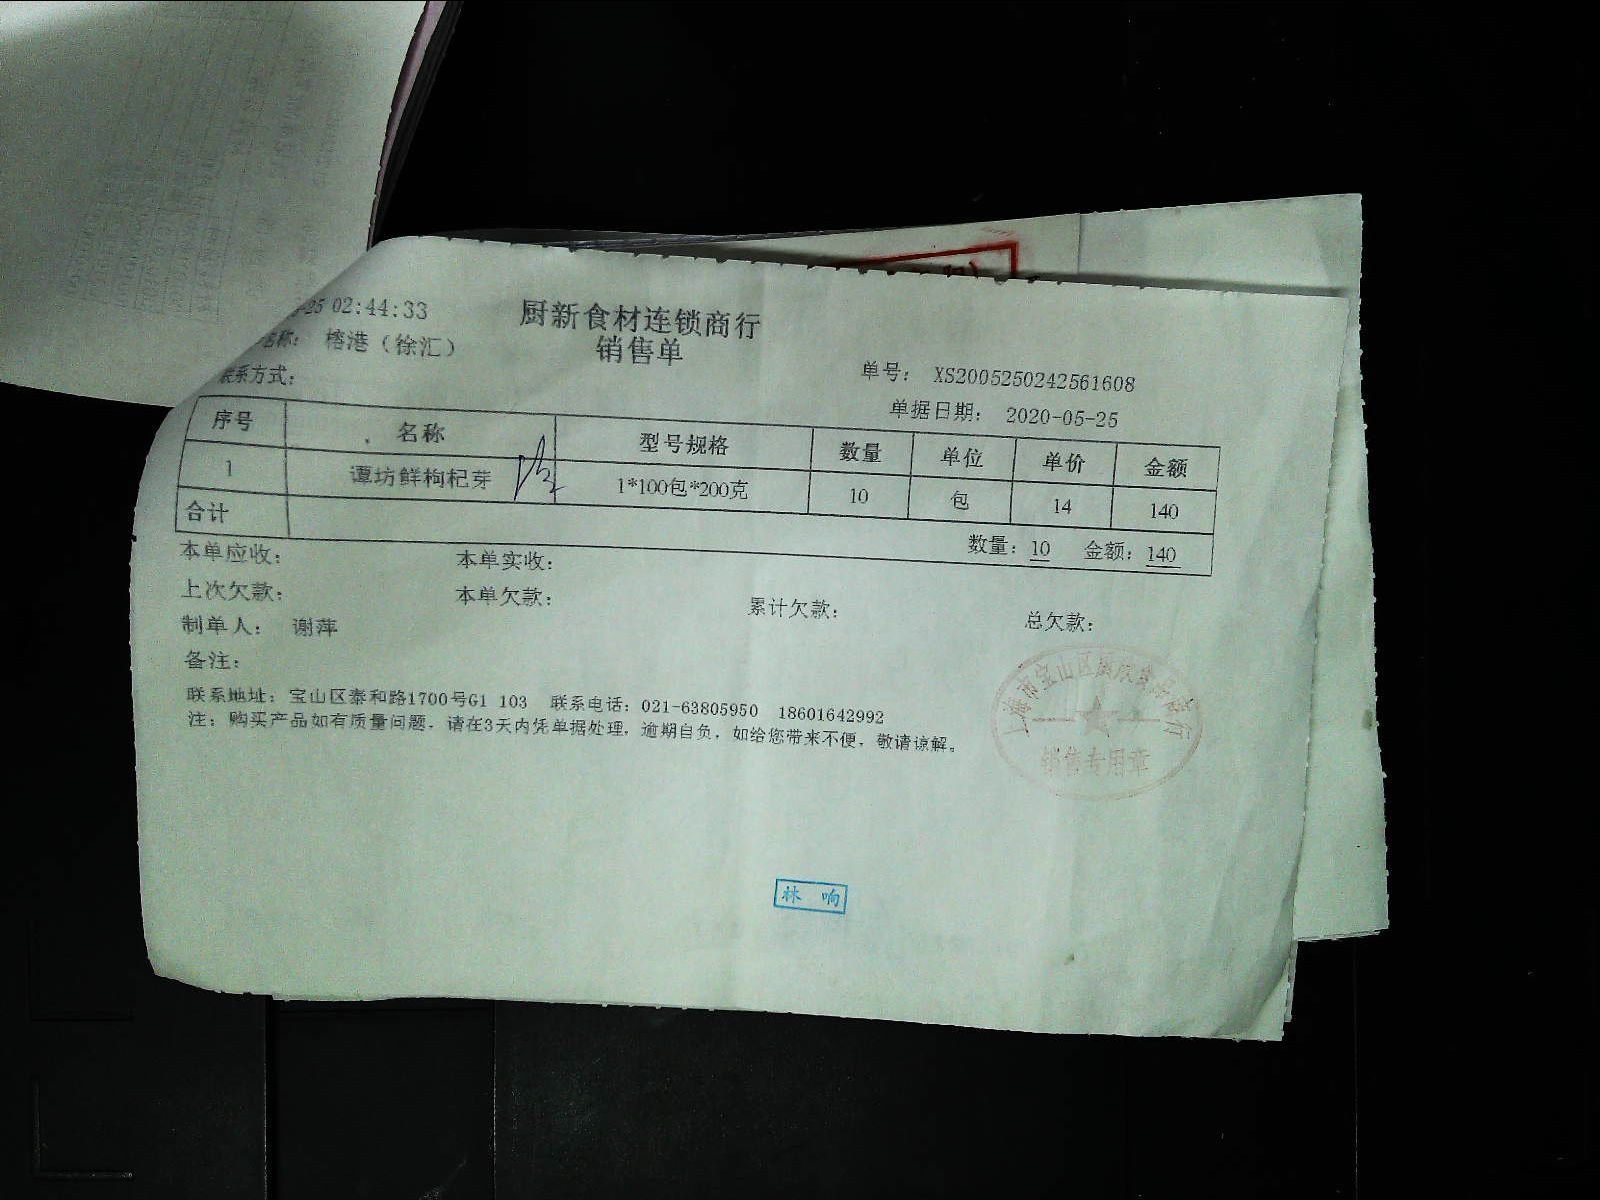 -25 02:44:33
厨新食材连锁商行
销售单
名称： 榕港（徐汇）
联系方式：
单号： XS2005250242561608
单据日期： 2020-05-25
序号 名称 型号规格 数量 单位 单价 金额
1 谭坊鲜枸杞芽 1*100包*200克 10 包 14 140
合计 数量：10 金额：140
本单应收： 本单实收：
上次欠款： 本单欠款： 累计欠款： 总欠款：
制单人： 谢萍
备注：
联系地址：宝山区泰和路1700号G1 103 联系电话：021-63805950 18601642992
注：购买产品如有质量问题，请在3天内凭单据处理，逾期自负，如给您带来不便，敬请谅解。
上海市宝山区
销售专用章
林 响